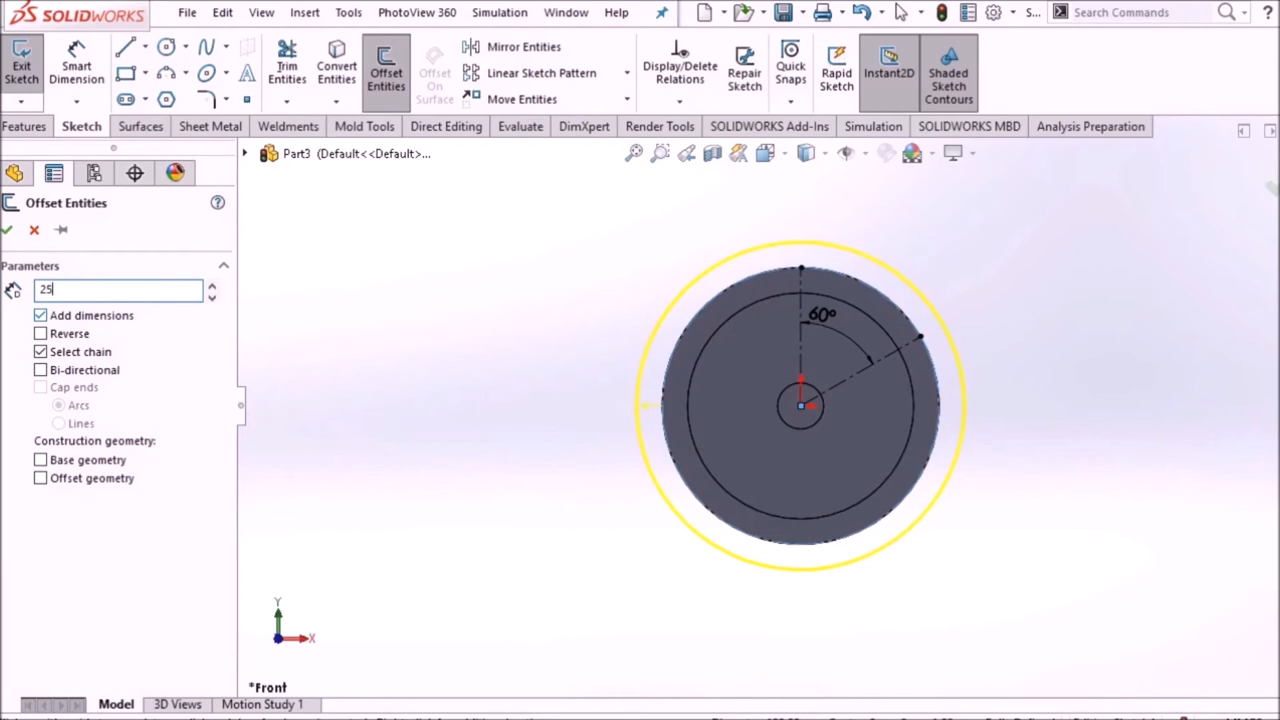 SOLIDWORKS File Edit View Insert Tools PhotoView 360 Simulation Window Help S... Search Commands ?
Exit Sketch Smart Dimension Trim Entities Convert Entities Offset Entities Offset On Surface Mirror Entities Linear Sketch Pattern Move Entities Display/Delete Relations Repair Sketch Quick Snaps Rapid Sketch Instant2D Shaded Sketch Contours
Features Sketch Surfaces Sheet Metal Weldments Mold Tools Direct Editing Evaluate DimXpert Render Tools SOLIDWORKS Add-Ins Simulation SOLIDWORKS MBD Analysis Preparation
Part3 (Default<<Default>...
Offset Entities
Parameters
25
Add dimensions
Reverse
Select chain
Bi-directional
Cap ends
Arcs
Lines
Construction geometry:
Base geometry
Offset geometry
60°
Y
X
*Front
Model 3D Views Motion Study 1